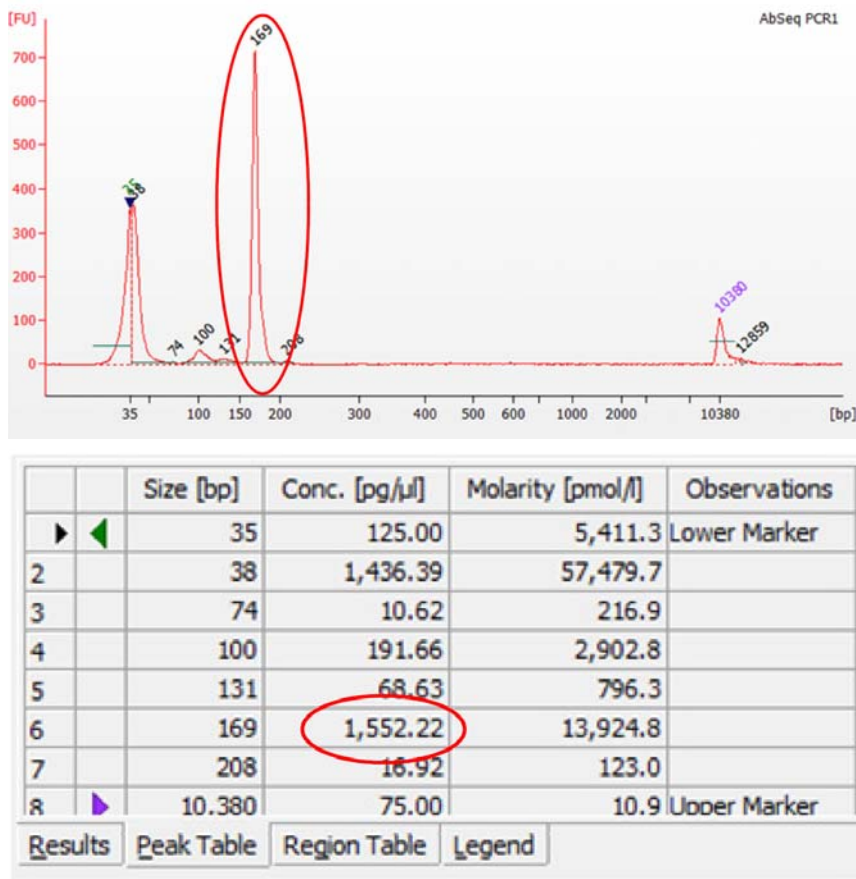 [FU]
AbSeq PCR1
700
600
500
400
300
200
100
0
35
38
74
100
131
169
208
10380
12859
35 100 150 200 300 400 500 600 1000 2000 10380 [bp]
Size [bp] Conc. [pg/µl] Molarity [pmol/l] Observations
35 125.00 5,411.3 Lower Marker
2 38 1,436.39 57,479.7
3 74 10.62 216.9
4 100 191.66 2,902.8
5 131 68.63 796.3
6 169 1,552.22 13,924.8
7 208 16.92 123.0
8 10.380 75.00 10.9 Upper Marker
Results Peak Table Region Table Legend